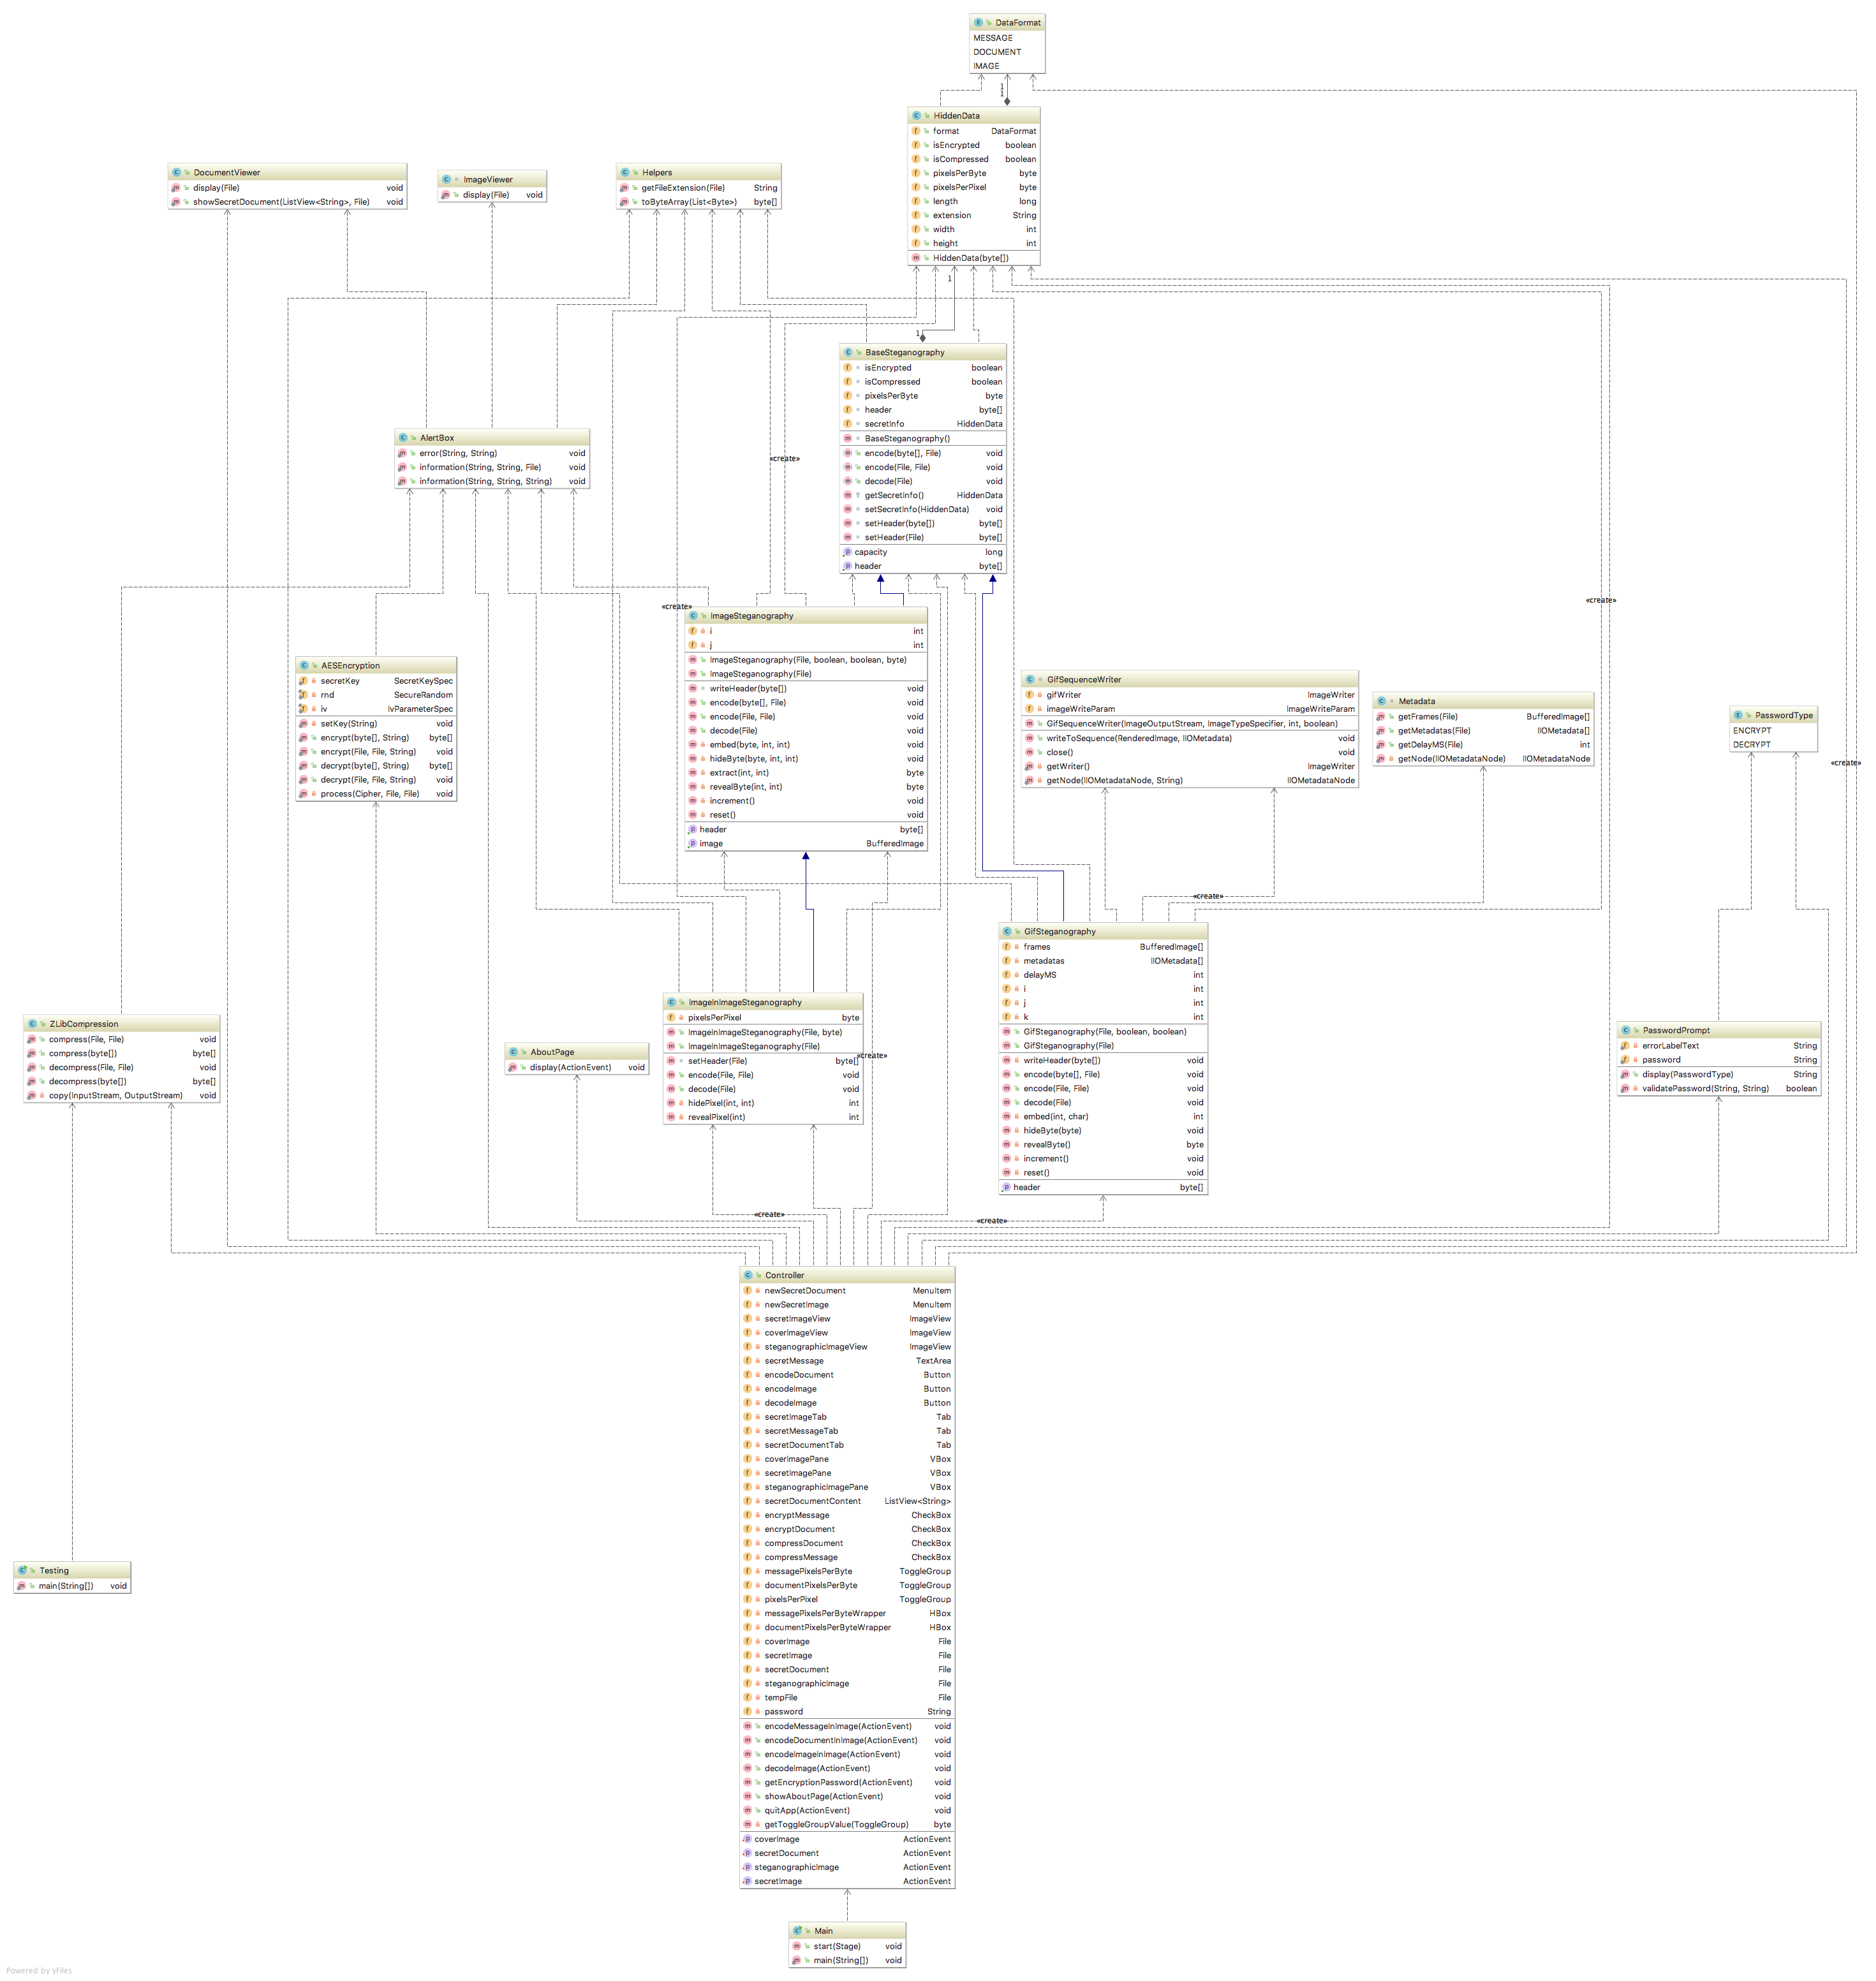 DataFormat
MESSAGE
DOCUMENT
IMAGE
1
1
HiddenData
format DataFormat
isEncrypted boolean
isCompressed boolean
pixelsPerByte byte
pixelsPerPixel byte
length long
extension String
width int
height int
HiddenData(byte[])
DocumentViewer
display(File) void
showSecretDocument(ListView<String>, File) void
ImageViewer
display(File) void
Helpers
getFileExtension(File) String
toByteArray(List<Byte>) byte[]
1
1
BaseSteganography
isEncrypted boolean
isCompressed boolean
pixelsPerByte byte
header byte[]
secretInfo HiddenData
BaseSteganography()
encode(byte[], File) void
encode(File, File) void
decode(File) void
getSecretInfo() HiddenData
setSecretInfo(HiddenData) void
setHeader(byte[]) byte[]
setHeader(File) byte[]
capacity long
header byte[]
AlertBox
error(String, String) void
information(String, String, File) void
information(String, String, String) void
«create»
«create»
«create»
ImageSteganography
i int
j int
ImageSteganography(File, boolean, boolean, byte)
ImageSteganography(File)
writeHeader(byte[]) void
encode(byte[], File) void
encode(File, File) void
decode(File) void
embed(byte, int, int) void
hideByte(byte, int, int) void
extract(int, int) byte
revealByte(int, int) byte
increment() void
reset() void
header byte[]
image BufferedImage
AESEncryption
secretKey SecretKeySpec
rnd SecureRandom
iv IvParameterSpec
setKey(String) void
encrypt(byte[], String) byte[]
encrypt(File, File, String) void
decrypt(byte[], String) byte[]
decrypt(File, File, String) void
process(Cipher, File, File) void
GifSequenceWriter
gifWriter ImageWriter
imageWriteParam ImageWriteParam
GifSequenceWriter(ImageOutputStream, ImageTypeSpecifier, int, boolean)
writeToSequence(RenderedImage, IIOMetadata) void
close() void
getWriter() ImageWriter
getNode(IIOMetadataNode, String) IIOMetadataNode
Metadata
getFrames(File) BufferedImage[]
getMetadatas(File) IIOMetadata[]
getDelayMS(File) int
getNode(IIOMetadataNode) IIOMetadataNode
PasswordType
ENCRYPT
DECRYPT
«create»
«create»
GifSteganography
frames BufferedImage[]
metadatas IIOMetadata[]
delayMS int
i int
j int
k int
GifSteganography(File, boolean, boolean)
GifSteganography(File)
writeHeader(byte[]) void
encode(byte[], File) void
encode(File, File) void
decode(File) void
embed(int, char) int
hideByte(byte) void
revealByte() byte
increment() void
reset() void
header byte[]
ImageInImageSteganography
pixelsPerPixel byte
ImageInImageSteganography(File, byte)
ImageInImageSteganography(File)
setHeader(File) byte[]
encode(File, File) void
decode(File) void
hidePixel(int, int) int
revealPixel(int) int
«create»
ZLibCompression
compress(File, File) void
compress(byte[]) byte[]
decompress(File, File) void
decompress(byte[]) byte[]
copy(InputStream, OutputStream) void
AboutPage
display(ActionEvent) void
PasswordPrompt
errorLabelText String
password String
display(PasswordType) String
validatePassword(String, String) boolean
«create»
«create»
Controller
newSecretDocument MenuItem
newSecretImage MenuItem
secretImageView ImageView
coverImageView ImageView
steganographicImageView ImageView
secretMessage TextArea
encodeDocument Button
encodeImage Button
decodeImage Button
secretImageTab Tab
secretMessageTab Tab
secretDocumentTab Tab
coverImagePane VBox
secretImagePane VBox
steganographicImagePane VBox
secretDocumentContent ListView<String>
encryptMessage CheckBox
encryptDocument CheckBox
compressDocument CheckBox
compressMessage CheckBox
messagePixelsPerByte ToggleGroup
documentPixelsPerByte ToggleGroup
pixelsPerPixel ToggleGroup
messagePixelsPerByteWrapper HBox
documentPixelsPerByteWrapper HBox
coverImage File
secretImage File
secretDocument File
steganographicImage File
tempFile File
password String
encodeMessageInImage(ActionEvent) void
encodeDocumentInImage(ActionEvent) void
encodeImageInImage(ActionEvent) void
decodeImage(ActionEvent) void
getEncryptionPassword(ActionEvent) void
showAboutPage(ActionEvent) void
quitApp(ActionEvent) void
getToggleGroupValue(ToggleGroup) byte
coverImage ActionEvent
secretDocument ActionEvent
steganographicImage ActionEvent
secretImage ActionEvent
Testing
main(String[]) void
Main
start(Stage) void
main(String[]) void
Powered by yFiles